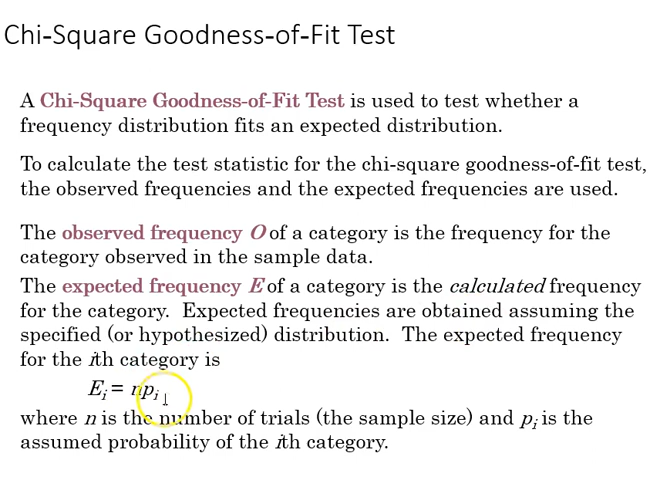 Chi-Square Goodness-of-Fit Test
A Chi-Square Goodness-of-Fit Test is used to test whether a
frequency distribution fits an expected distribution.
To calculate the test statistic for the chi-square goodness-of-fit test,
the observed frequencies and the expected frequencies are used.
The observed frequency O of a category is the frequency for the
category observed in the sample data.
The expected frequency E of a category is the calculated frequency
for the category. Expected frequencies are obtained assuming the
specified (or hypothesized) distribution. The expected frequency
for the ith category is
Eᵢ = npᵢ
where n is the number of trials (the sample size) and pᵢ is the
assumed probability of the ith category.